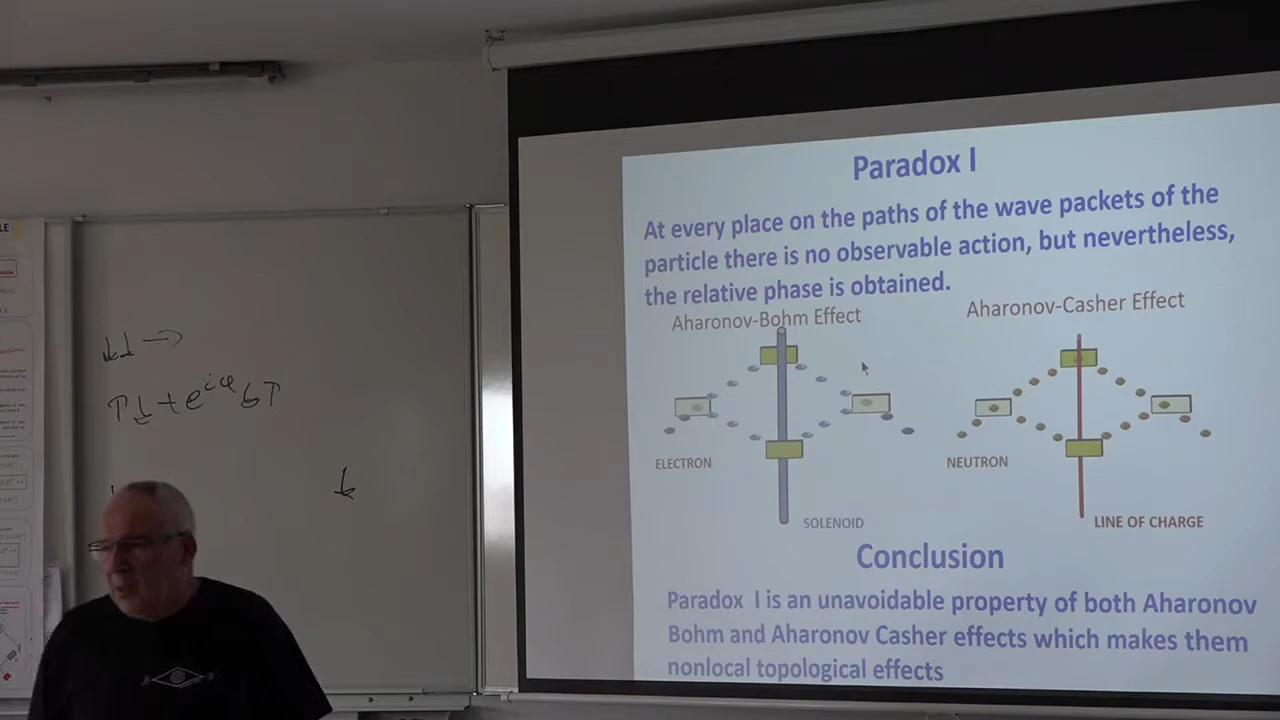 ↓↓ →
↑↓ + e^{iφ} ↓↑
↓
Paradox I
At every place on the paths of the wave packets of the
particle there is no observable action, but nevertheless,
the relative phase is obtained.
Aharonov-Bohm Effect
Aharonov-Casher Effect
ELECTRON
SOLENOID
NEUTRON
LINE OF CHARGE
Conclusion
Paradox I is an unavoidable property of both Aharonov
Bohm and Aharonov Casher effects which makes them
nonlocal topological effects